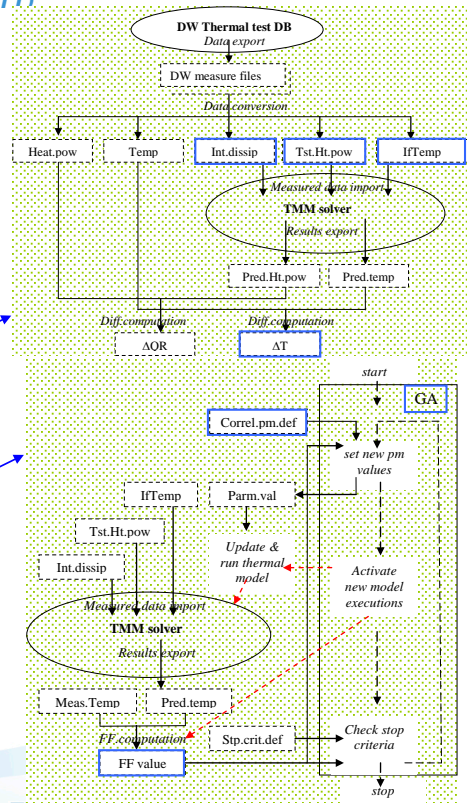 DW Thermal test DB
Data export
DW measure files
Data conversion
Heat.pow
Temp
Int.dissip
Tst.Ht.pow
IfTemp
Measured data import
TMM solver
Results export
Pred.Ht.pow
Pred.temp
Diff.computation
Diff.computation
ΔQR
ΔT
start
GA
Correl.pm.def
set new pm
values
IfTemp
Parm.val
Tst.Ht.pow
Update &
run thermal
model
Int.dissip
Activate
new model
executions
Measured data import
TMM solver
Results export
Meas.Temp
Pred.temp
FF.computation
Stp.crit.def
Check stop
criteria
FF value
stop